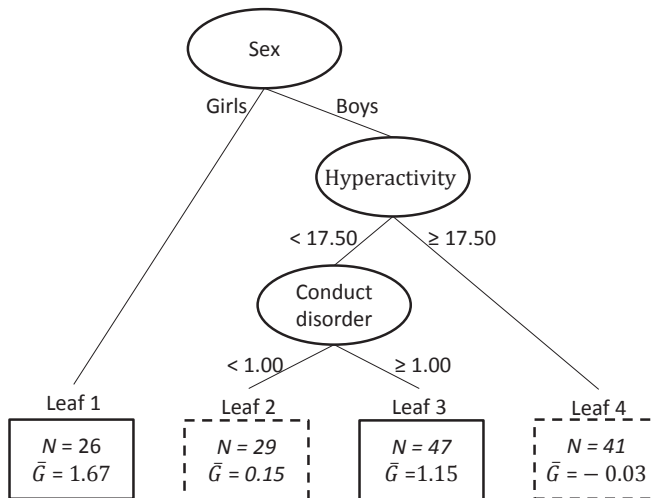 Sex
Girls
Boys
Hyperactivity
< 17.50
≥ 17.50
Conduct
disorder
< 1.00
≥ 1.00
Leaf 1
Leaf 2
Leaf 3
Leaf 4
N = 26
Ḡ = 1.67
N = 29
Ḡ = 0.15
N = 47
Ḡ = 1.15
N = 41
Ḡ = − 0.03